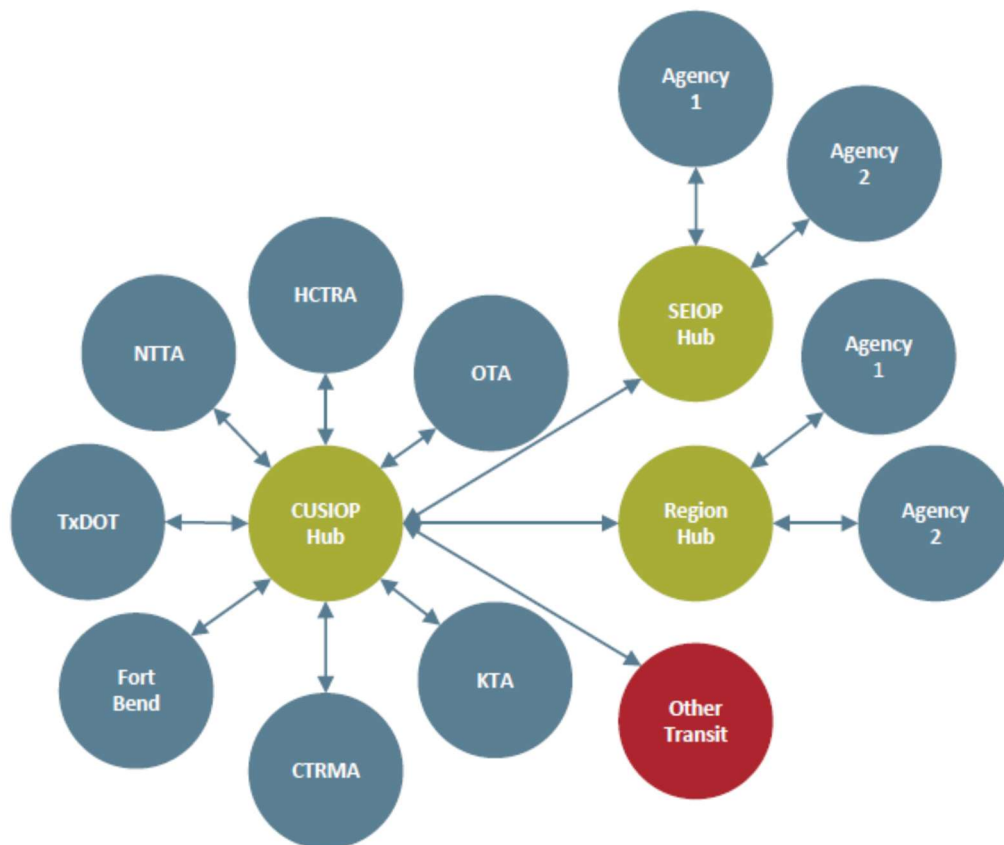 Agency
1
Agency
2
HCTRA
SEIOP
Hub
NTTA
OTA
Agency
1
TxDOT
CUSIOP
Hub
Region
Hub
Agency
2
Fort
Bend
KTA
Other
Transit
CTRMA